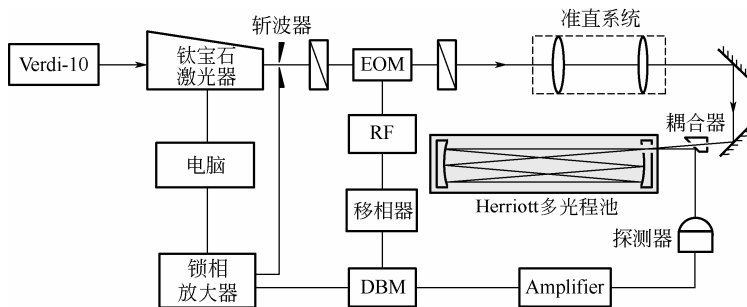 斩波器
准直系统
Verdi-10
钛宝石
激光器
EOM
RF
耦合器
电脑
移相器
Herriott多光程池
探测器
锁相
放大器
DBM
Amplifier